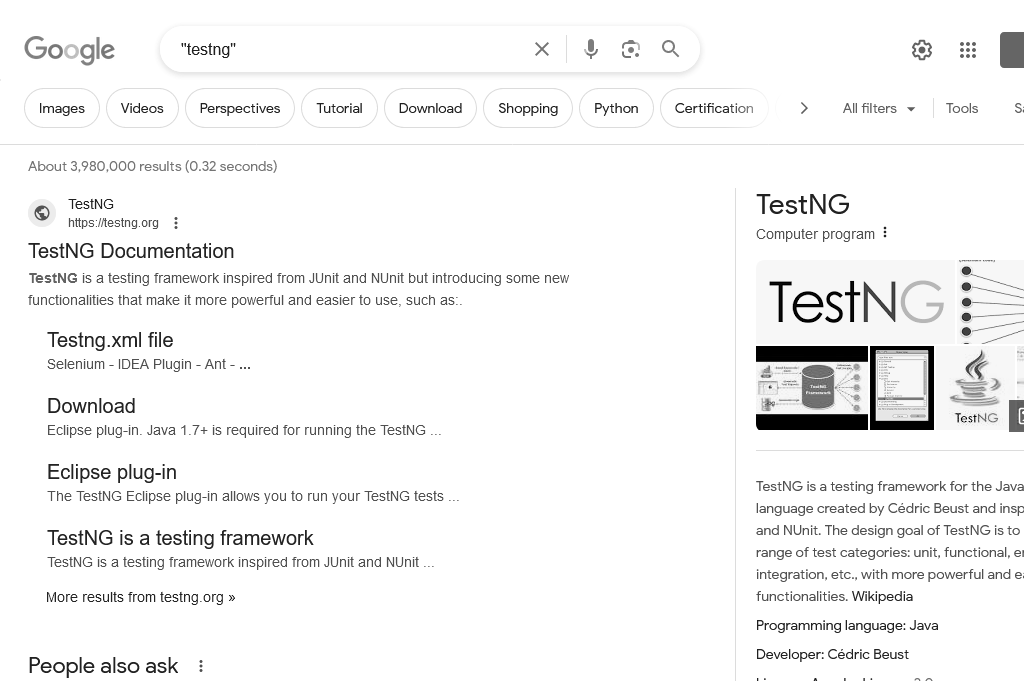 Google
"testng"
Images
Videos
Perspectives
Tutorial
Download
Shopping
Python
Certification
All filters
Tools
About 3,980,000 results (0.32 seconds)
TestNG
https://testng.org
TestNG Documentation
TestNG is a testing framework inspired from JUnit and NUnit but introducing some new
functionalities that make it more powerful and easier to use, such as:.
Testng.xml file
Selenium - IDEA Plugin - Ant - ...
Download
Eclipse plug-in. Java 1.7+ is required for running the TestNG ...
Eclipse plug-in
The TestNG Eclipse plug-in allows you to run your TestNG tests ...
TestNG is a testing framework
TestNG is a testing framework inspired from JUnit and NUnit ...
More results from testng.org »
People also ask
TestNG
Computer program
TestNG
TestNG
Framework
TestNG
TestNG is a testing framework for the Java
language created by Cédric Beust and insp
and NUnit. The design goal of TestNG is to
range of test categories: unit, functional, e
integration, etc., with more powerful and ea
functionalities. Wikipedia
Programming language: Java
Developer: Cédric Beust